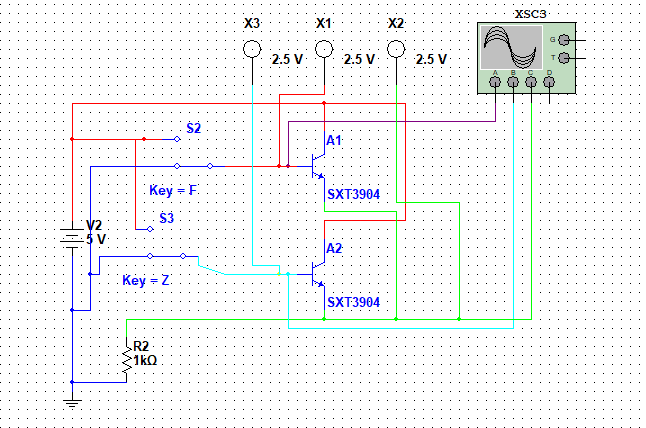 XSC3
X3 X1 X2
2.5 V 2.5 V 2.5 V
G
T
A B C D
S2
A1
Key = F
SXT3904
S3
V2
5 V
A2
Key = Z
SXT3904
R2
1kΩ